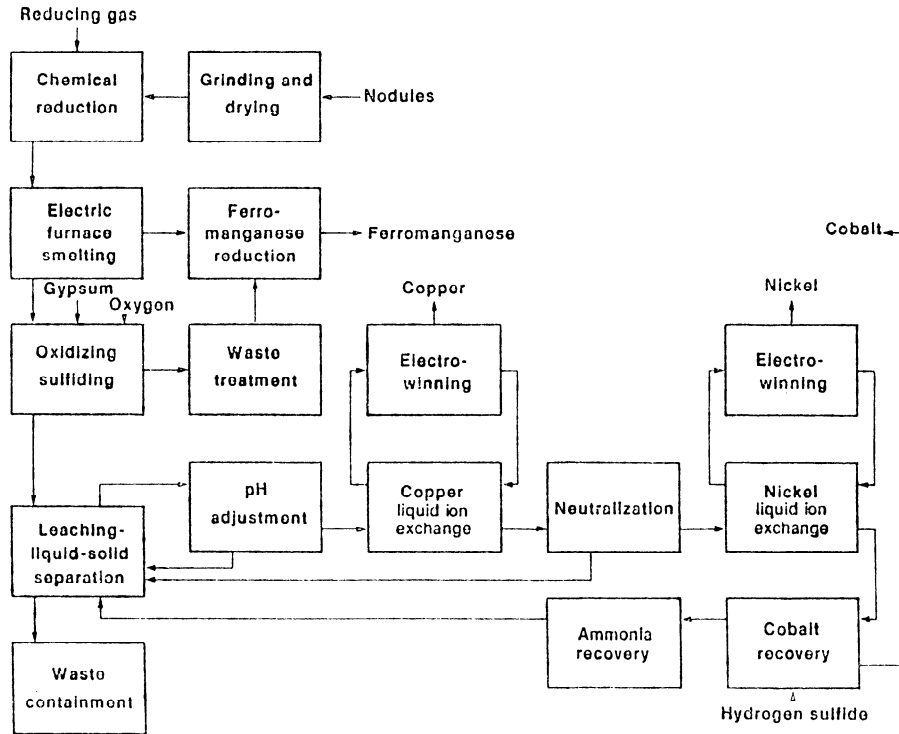 Reducing gas
Chemical
reduction
Grinding and
drying
Nodules
Electric
furnace
smelting
Ferro-
manganese
reduction
Ferromanganese
Cobalt
Gypsum
Oxygen
Copper
Nickel
Oxidizing
sulfiding
Waste
treatment
Electro-
winning
Electro-
winning
Leaching-
liquid-solid
separation
pH
adjustment
Copper
liquid ion
exchange
Neutralization
Nickel
liquid ion
exchange
Waste
containment
Ammonia
recovery
Cobalt
recovery
Hydrogen sulfide